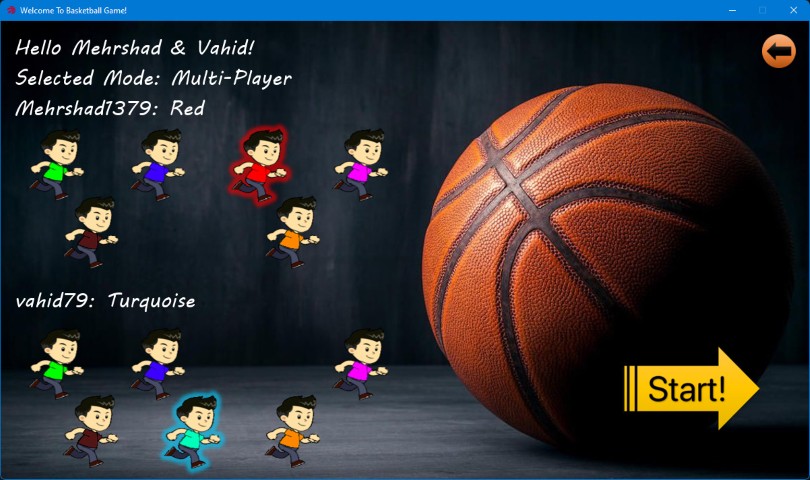 Welcome To Basketball Game!
Hello Mehrshad & Vahid!
Selected Mode: Multi-Player
Mehrshad1379: Red
vahid79: Turquoise
Start!